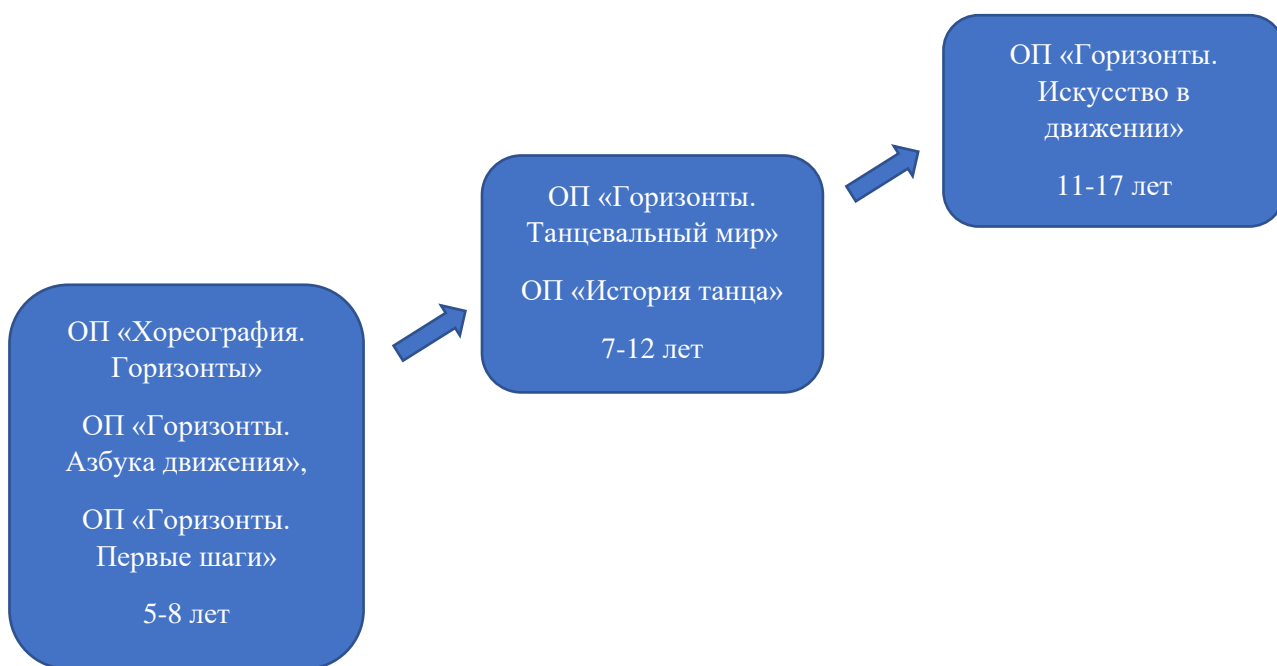 ОП «Хореография.
Горизонты»
ОП «Горизонты.
Азбука движения»,
ОП «Горизонты.
Первые шаги»
5-8 лет
ОП «Горизонты.
Танцевальный мир»
ОП «История танца»
7-12 лет
ОП «Горизонты.
Искусство в
движении»
11-17 лет